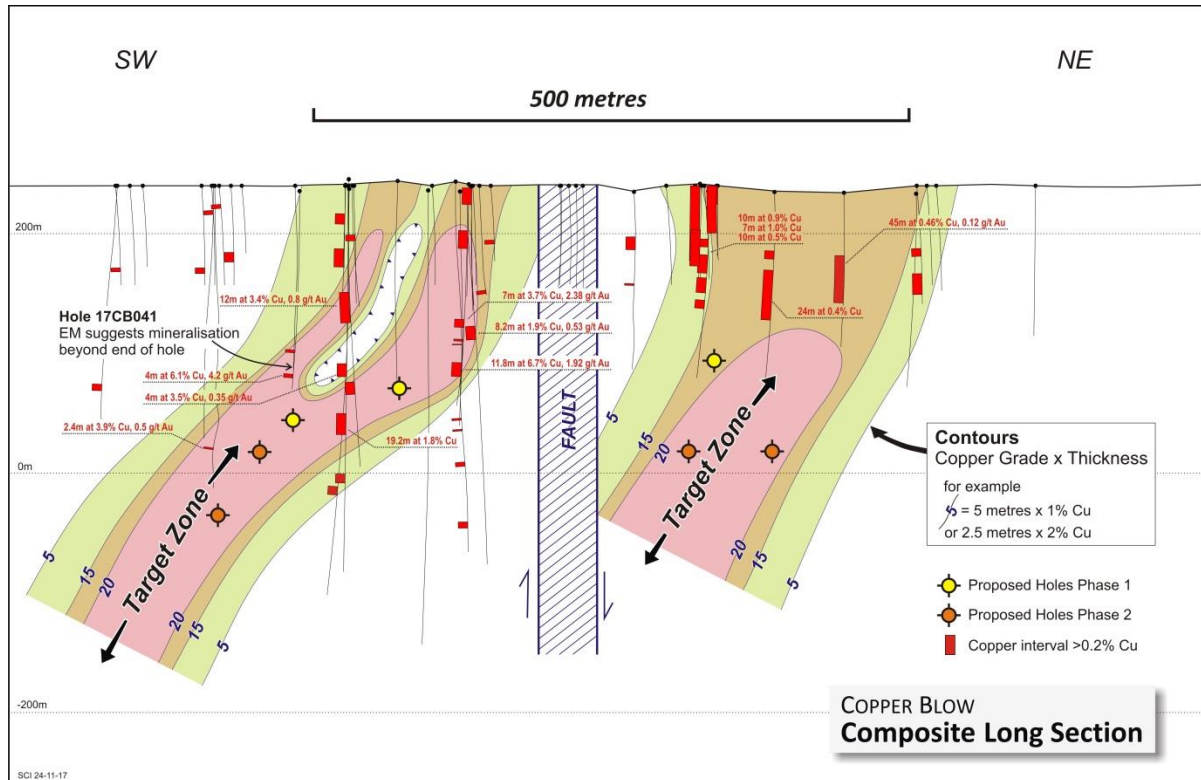 SW
NE
500 metres
200m
10m at 0.9% Cu
7m at 1.0% Cu
10m at 0.5% Cu
45m at 0.46% Cu, 0.12 g/t Au
12m at 3.4% Cu, 0.8 g/t Au
7m at 3.7% Cu, 2.38 g/t Au
24m at 0.4% Cu
Hole 17CB041
EM suggests mineralisation
beyond end of hole
8.2m at 1.9% Cu, 0.53 g/t Au
4m at 6.1% Cu, 4.2 g/t Au
11.8m at 6.7% Cu, 1.92 g/t Au
4m at 3.5% Cu, 0.35 g/t Au
2.4m at 3.9% Cu, 0.5 g/t Au
19.2m at 1.8% Cu
FAULT
5
15
20
Target Zone
Contours
Copper Grade x Thickness
for example
5 = 5 metres x 1% Cu
or 2.5 metres x 2% Cu
0m
5
15
20
Target Zone
20
15
5
20
15
5
Proposed Holes Phase 1
Proposed Holes Phase 2
Copper interval >0.2% Cu
-200m
COPPER BLOW
Composite Long Section
SCI 24-11-17